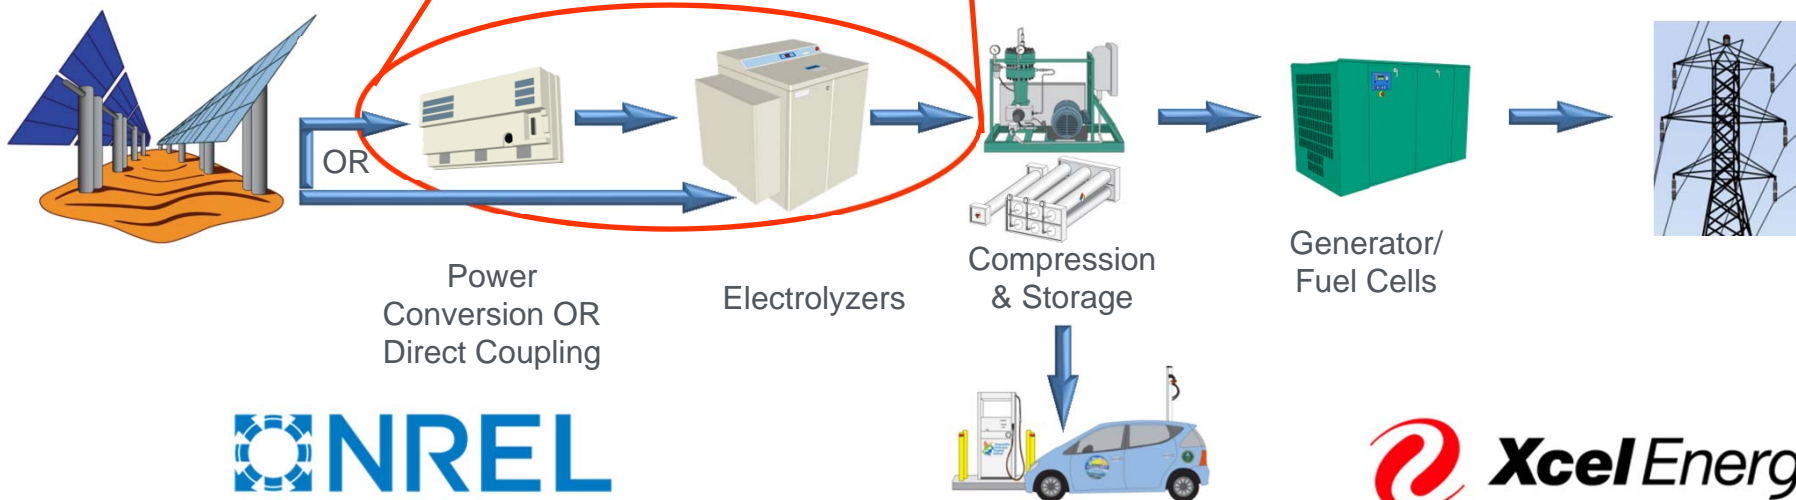 OR
Power
Conversion OR
Direct Coupling
Electrolyzers
Compression
& Storage
Generator/
Fuel Cells
NREL
Xcel Energ